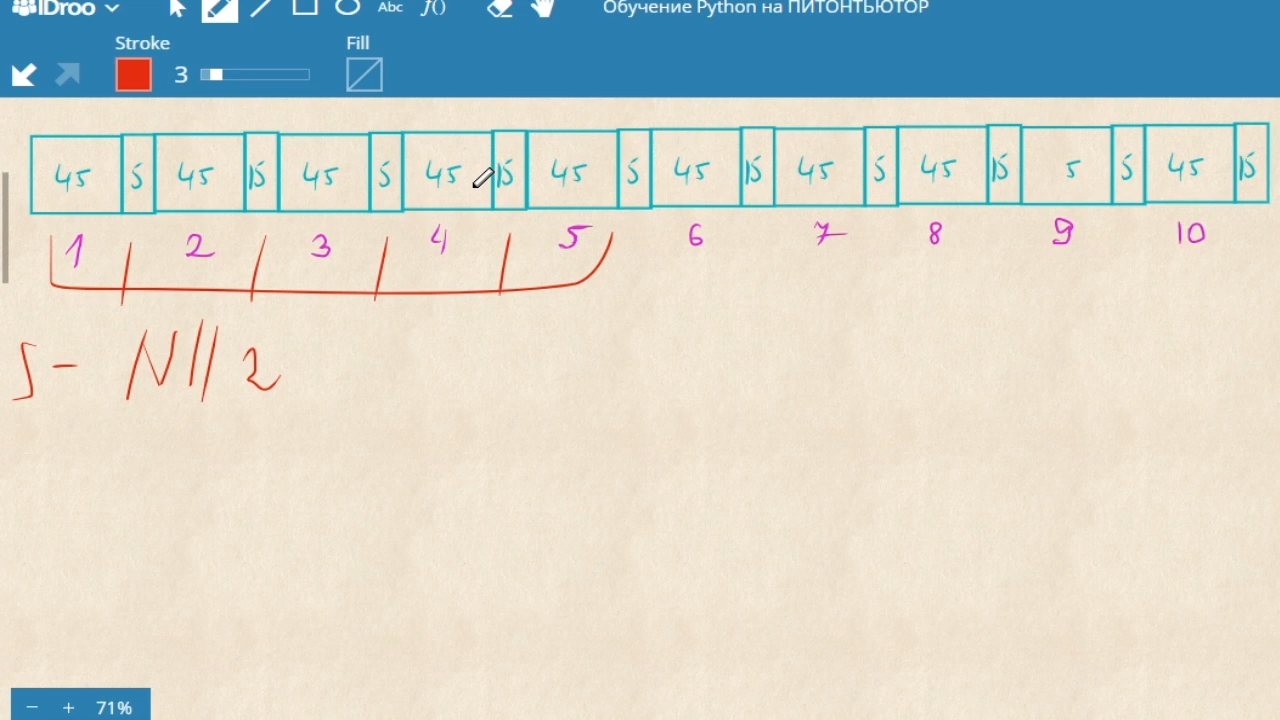 IDroo Abc f() Обучение Python на ПИТОНТЬЮТОР
Stroke Fill
3
45 5 45 15 45 5 45 15 45 5 45 15 45 5 45 15 5 5 45 15
1 2 3 4 5 6 7 8 9 10
5 - N//2
− + 71%